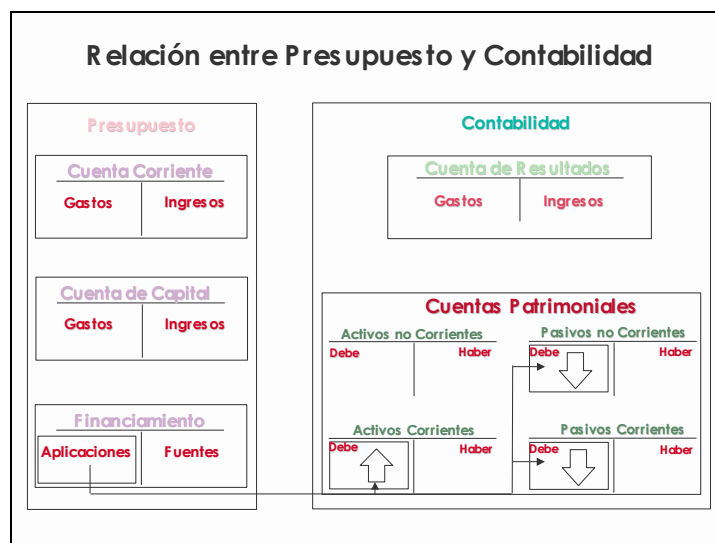 Relación entre Presupuesto y Contabilidad
Presupuesto
Cuenta Corriente
Gastos Ingresos
Cuenta de Capital
Gastos Ingresos
Financiamiento
Aplicaciones Fuentes
Contabilidad
Cuenta de Resultados
Gastos Ingresos
Cuentas Patrimoniales
Activos no Corrientes
Debe Haber
Pasivos no Corrientes
Debe Haber
Activos Corrientes
Debe Haber
Pasivos Corrientes
Debe Haber